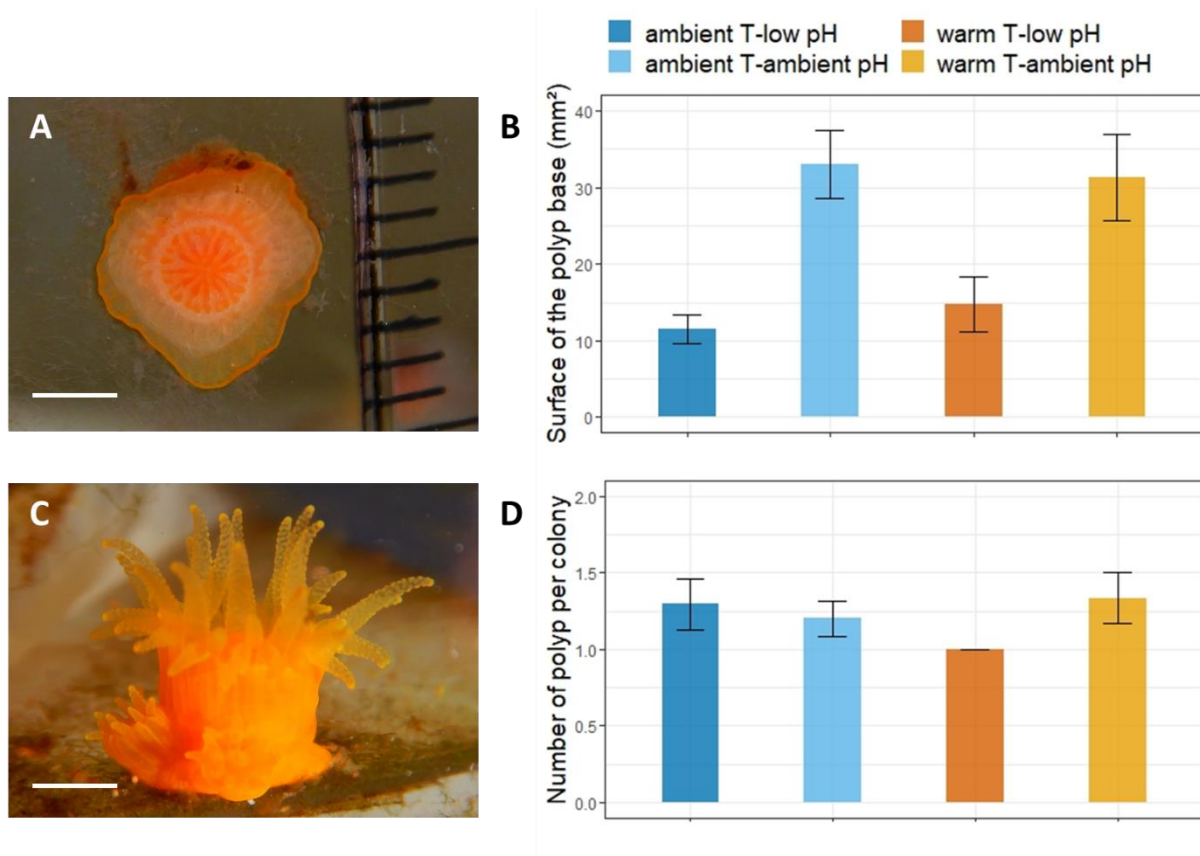 ambient T-low pH
warm T-low pH
ambient T-ambient pH
warm T-ambient pH
A
B
Surface of the polyp base (mm²)
40
30
20
10
0
C
D
Number of polyp per colony
2.0
1.5
1.0
0.5
0.0